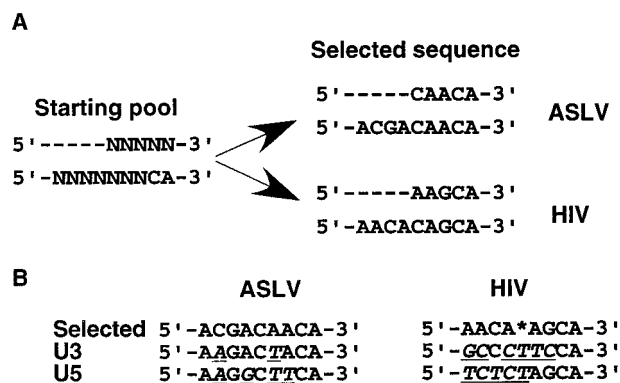 A
Selected sequence
Starting pool
5'-----CAACA-3'
5'-ACGACAACA-3'
ASLV
5'-----NNNNN-3'
5'-NNNNNNNCA-3'
5'-----AAGCA-3'
5'-AACACAGCA-3'
HIV
B
ASLV HIV
Selected 5'-ACGACAACA-3' 5'-AACA*AGCA-3'
U3 5'-AAGACTACA-3' 5'-GCCCTTCCA-3'
U5 5'-AAGGCTTCA-3' 5'-TCTCTAGCA-3'